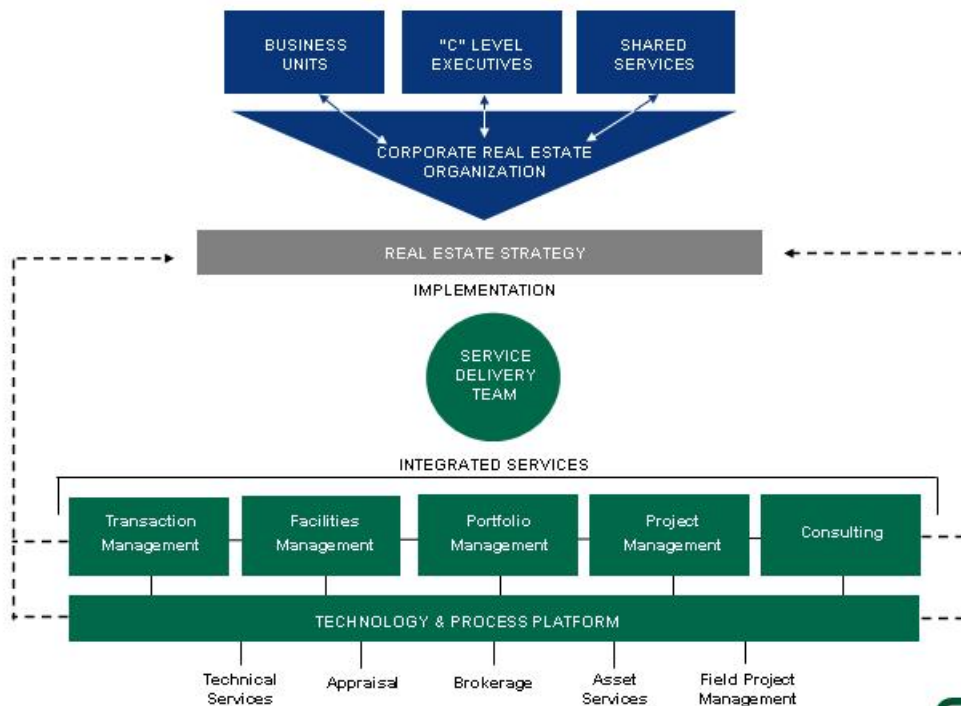 BUSINESS
UNITS
"C" LEVEL
EXECUTIVES
SHARED
SERVICES
CORPORATE REAL ESTATE
ORGANIZATION
REAL ESTATE STRATEGY
IMPLEMENTATION
SERVICE
DELIVERY
TEAM
INTEGRATED SERVICES
Transaction
Management
Facilities
Management
Portfolio
Management
Project
Management
Consulting
TECHNOLOGY & PROCESS PLATFORM
Technical
Services
Appraisal
Brokerage
Asset
Services
Field Project
Management